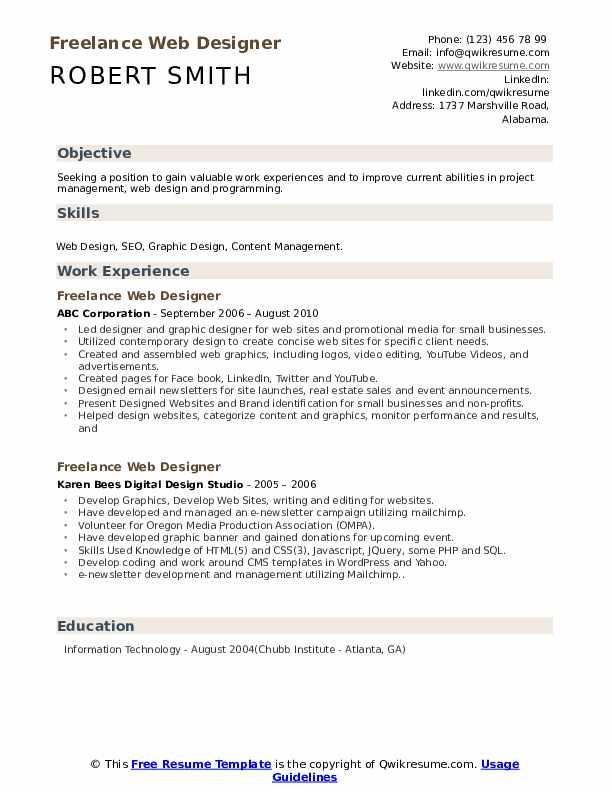 Freelance Web Designer
ROBERT SMITH
Phone: (123) 456 78 99
Email: info@qwikresume.com
Website: www.qwikresume.com
LinkedIn:
linkedin.com/qwikresume
Address: 1737 Marshville Road,
Alabama.
Objective
Seeking a position to gain valuable work experiences and to improve current abilities in project
management, web design and programming.
Skills
Web Design, SEO, Graphic Design, Content Management.
Work Experience
Freelance Web Designer
ABC Corporation - September 2006 – August 2010
• Led designer and graphic designer for web sites and promotional media for small businesses.
• Utilized contemporary design to create concise web sites for specific client needs.
• Created and assembled web graphics, including logos, video editing, YouTube Videos, and
advertisements.
• Created pages for Face book, LinkedIn, Twitter and YouTube.
• Designed email newsletters for site launches, real estate sales and event announcements.
• Present Designed Websites and Brand identification for small businesses and non-profits.
• Helped design websites, categorize content and graphics, monitor performance and results,
and
Freelance Web Designer
Karen Bees Digital Design Studio - 2005 – 2006
• Develop Graphics, Develop Web Sites, writing and editing for websites.
• Have developed and managed an e-newsletter campaign utilizing mailchimp.
• Volunteer for Oregon Media Production Association (OMPA).
• Have developed graphic banner and gained donations for upcoming event.
• Skills Used Knowledge of HTML(5) and CSS(3), Javascript, JQuery, some PHP and SQL.
• Develop coding and work around CMS templates in WordPress and Yahoo.
• e-newsletter development and management utilizing Mailchimp..
Education
Information Technology - August 2004(Chubb Institute - Atlanta, GA)
© This Free Resume Template is the copyright of Qwikresume.com. Usage
Guidelines